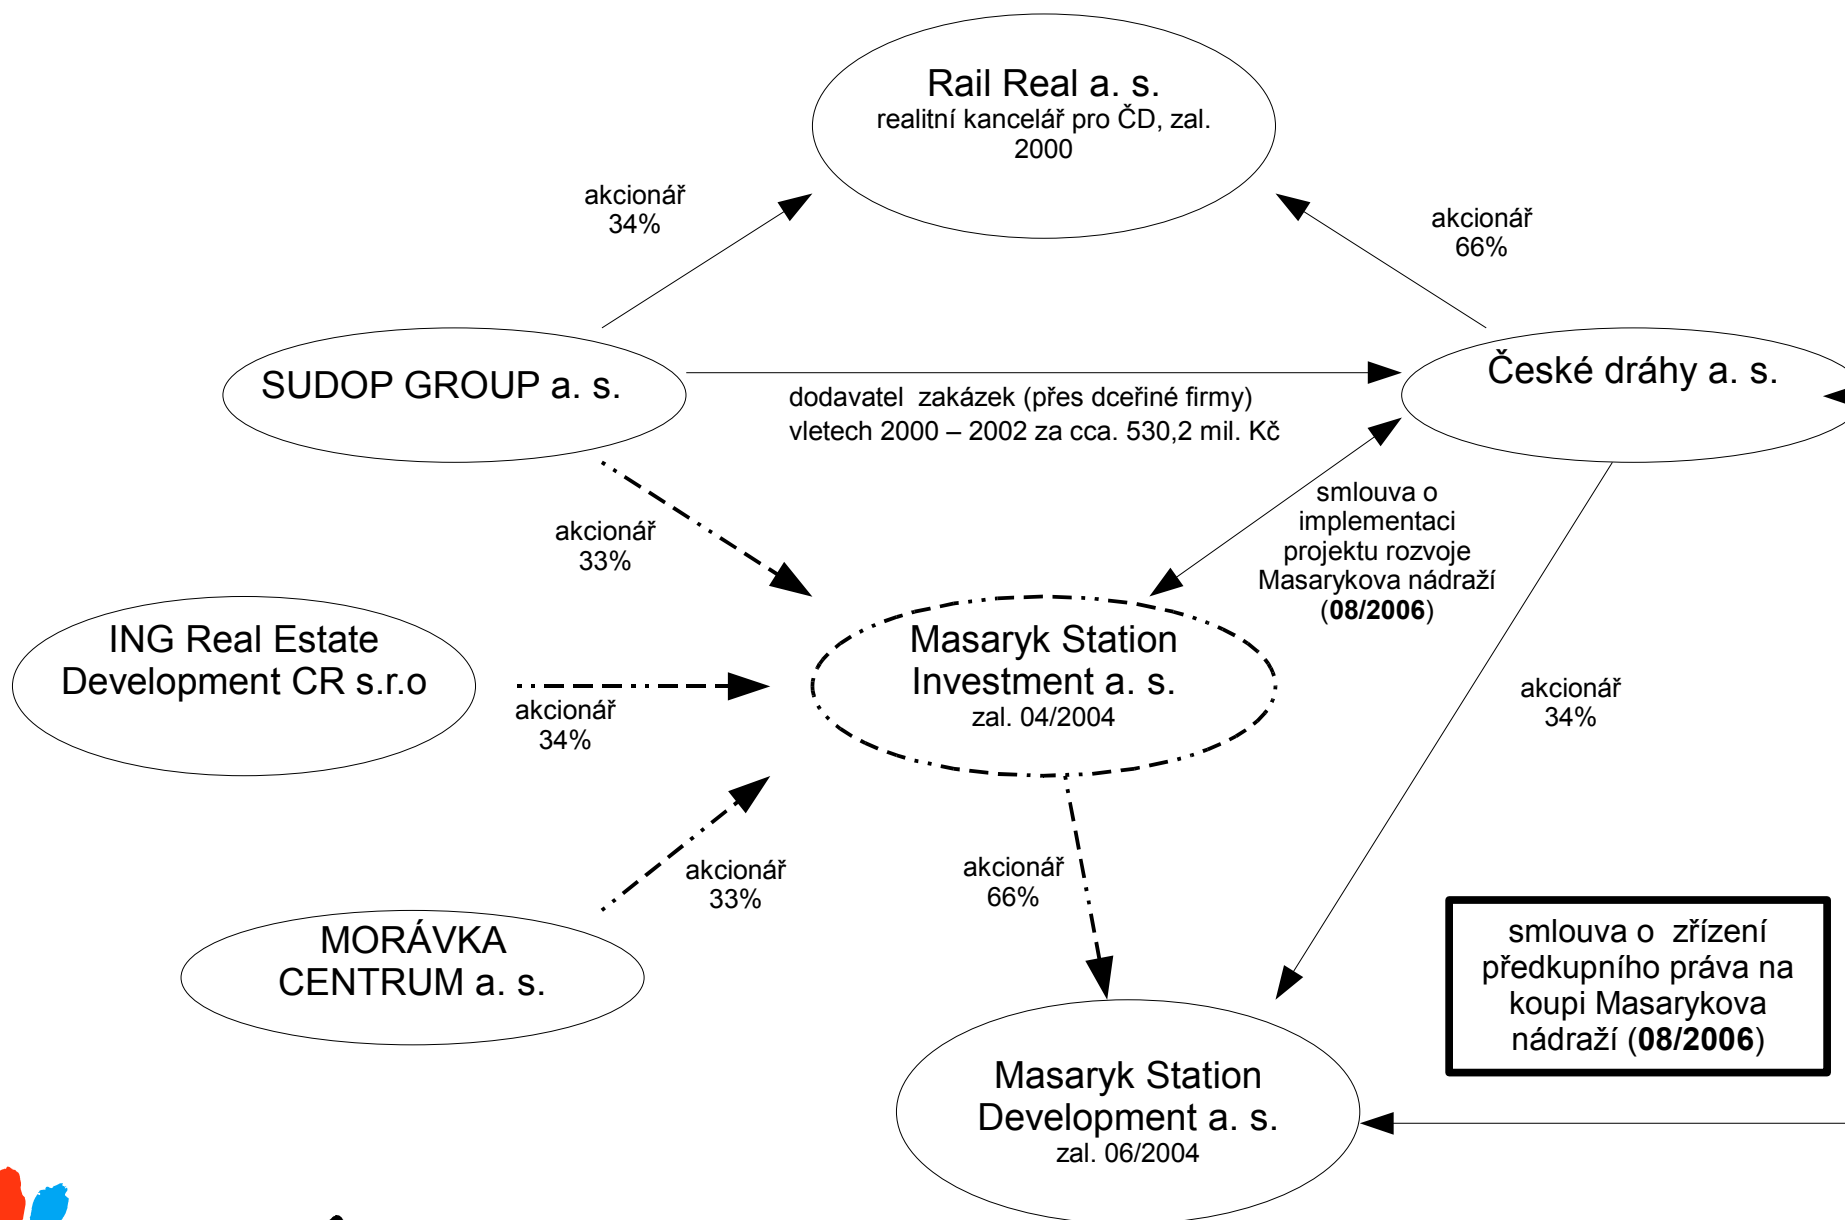 Rail Real a. s.
realitní kancelář pro ČD, zal.
2000
akcionář
34%
akcionář
66%
SUDOP GROUP a. s.
České dráhy a. s.
dodavatel  zakázek (přes dceřiné firmy)
vletech 2000 – 2002 za cca. 530,2 mil. Kč
smlouva o
implementaci
projektu rozvoje
Masarykova nádraží
(08/2006)
akcionář
33%
ING Real Estate
Development CR s.r.o
akcionář
34%
Masaryk Station
Investment a. s.
zal. 04/2004
akcionář
34%
akcionář
33%
akcionář
66%
MORÁVKA
CENTRUM a. s.
smlouva o  zřízení
předkupního práva na
koupi Masarykova
nádraží (08/2006)
Masaryk Station
Development a. s.
zal. 06/2004